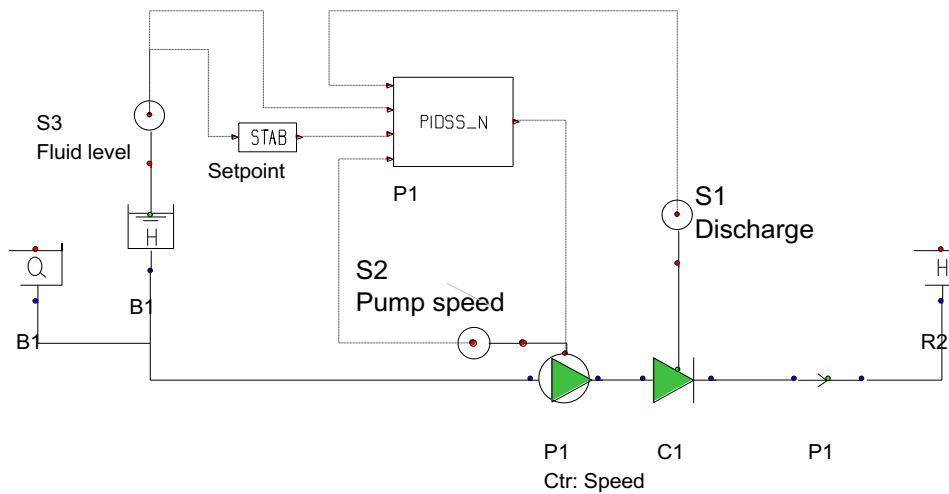 S3
Fluid level
STAB
Setpoint
PIDSS_N
P1
S1
Discharge
H
Q
B1
B1
S2
Pump speed
H
R2
P1
Ctr: Speed
C1
P1